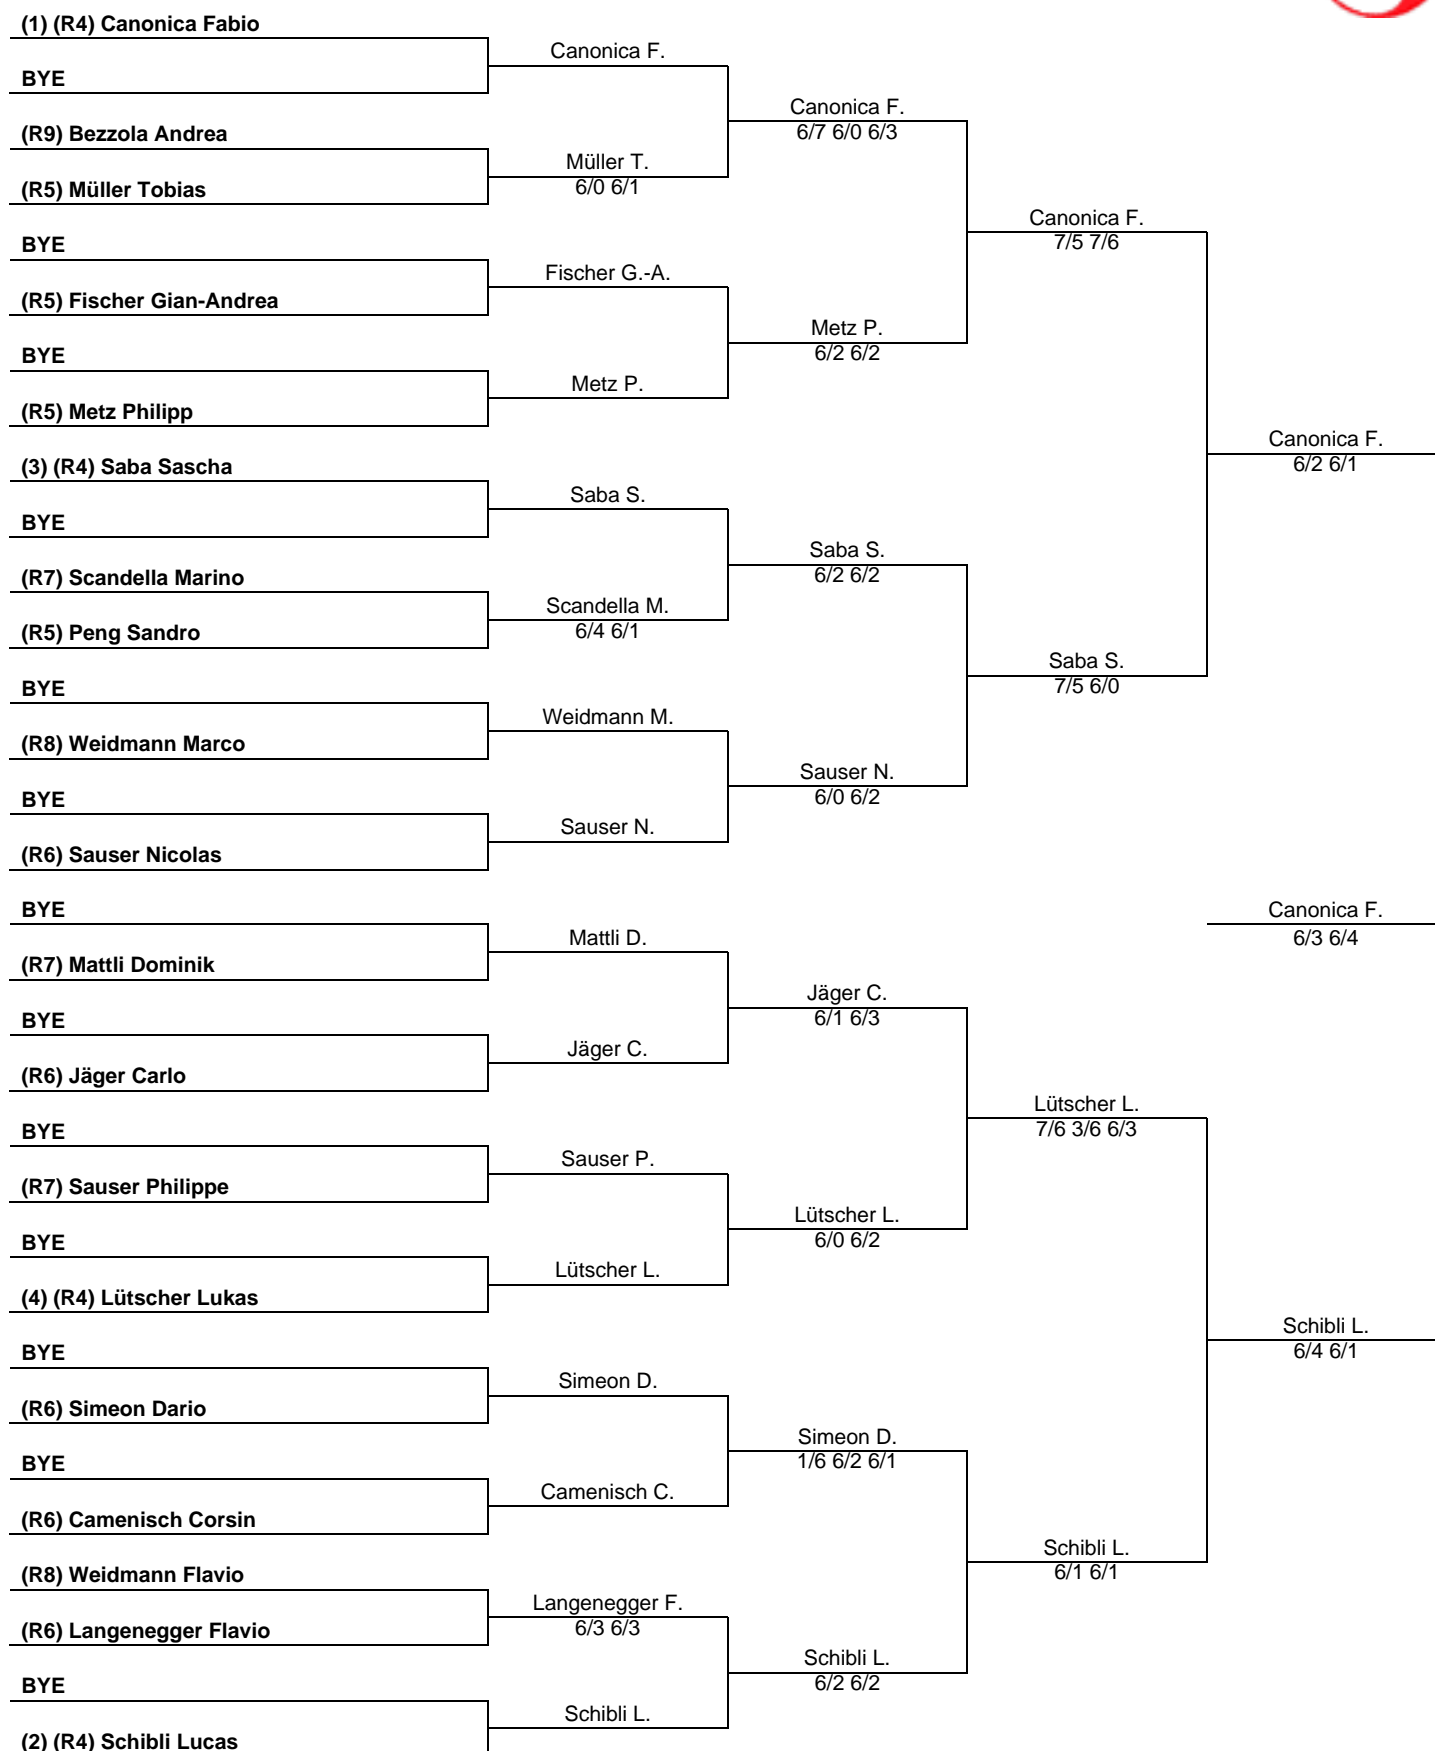 (1) (R4) Canonica Fabio
BYE
(R9) Bezzola Andrea
(R5) Müller Tobias
BYE
(R5) Fischer Gian-Andrea
BYE
(R5) Metz Philipp
(3) (R4) Saba Sascha
BYE
(R7) Scandella Marino
(R5) Peng Sandro
BYE
(R8) Weidmann Marco
BYE
(R6) Sauser Nicolas
BYE
(R7) Mattli Dominik
BYE
(R6) Jäger Carlo
BYE
(R7) Sauser Philippe
BYE
(4) (R4) Lütscher Lukas
BYE
(R6) Simeon Dario
BYE
(R6) Camenisch Corsin
(R8) Weidmann Flavio
(R6) Langenegger Flavio
BYE
(2) (R4) Schibli Lucas
Canonica F.
Müller T.
6/0 6/1
Fischer G.-A.
Metz P.
Saba S.
Scandella M.
6/4 6/1
Weidmann M.
Sauser N.
Mattli D.
Jäger C.
Sauser P.
Lütscher L.
Simeon D.
Camenisch C.
Langenegger F.
6/3 6/3
Schibli L.
Canonica F.
6/7 6/0 6/3
Metz P.
6/2 6/2
Saba S.
6/2 6/2
Sauser N.
6/0 6/2
Jäger C.
6/1 6/3
Lütscher L.
6/0 6/2
Simeon D.
1/6 6/2 6/1
Schibli L.
6/2 6/2
Canonica F.
7/5 7/6
Saba S.
7/5 6/0
Lütscher L.
7/6 3/6 6/3
Schibli L.
6/1 6/1
Canonica F.
6/2 6/1
Canonica F.
6/3 6/4
Schibli L.
6/4 6/1